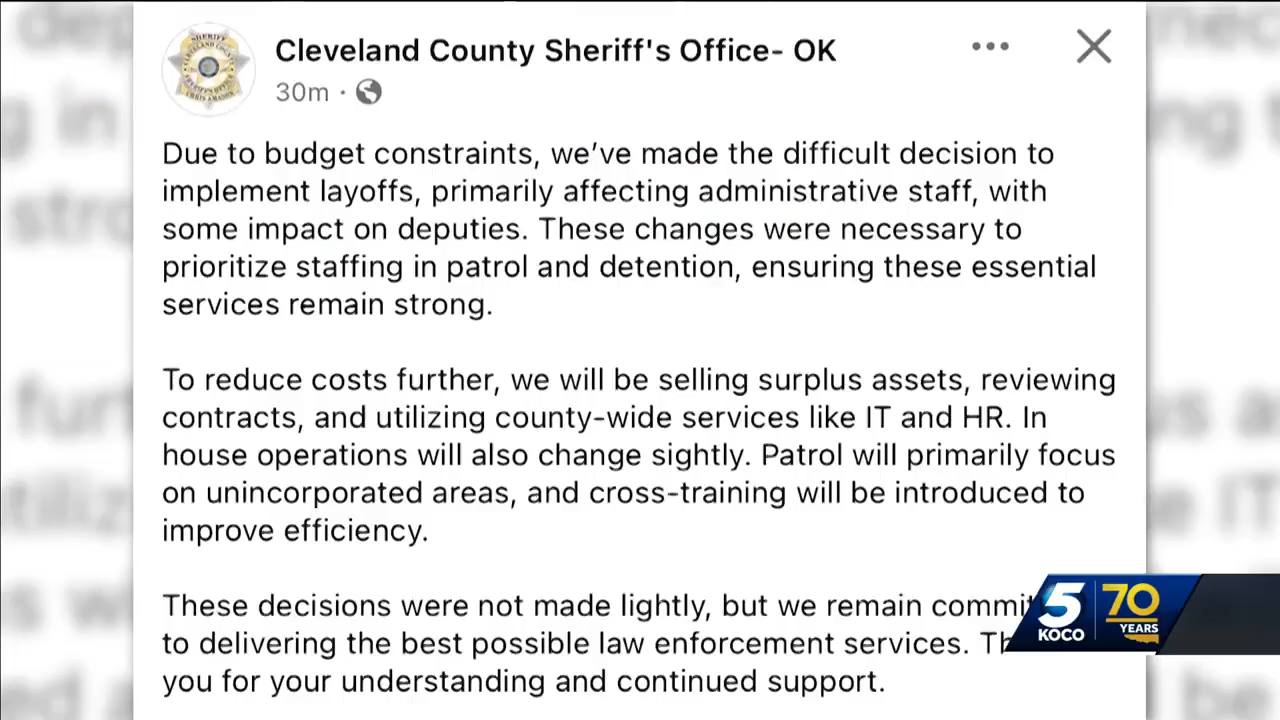 Cleveland County Sheriff's Office- OK
30m ·
Due to budget constraints, we’ve made the difficult decision to
implement layoffs, primarily affecting administrative staff, with
some impact on deputies. These changes were necessary to
prioritize staffing in patrol and detention, ensuring these essential
services remain strong.
To reduce costs further, we will be selling surplus assets, reviewing
contracts, and utilizing county-wide services like IT and HR. In
house operations will also change sightly. Patrol will primarily focus
on unincorporated areas, and cross-training will be introduced to
improve efficiency.
These decisions were not made lightly, but we remain commit
to delivering the best possible law enforcement services. Th
you for your understanding and continued support.
5 KOCO
70 YEARS